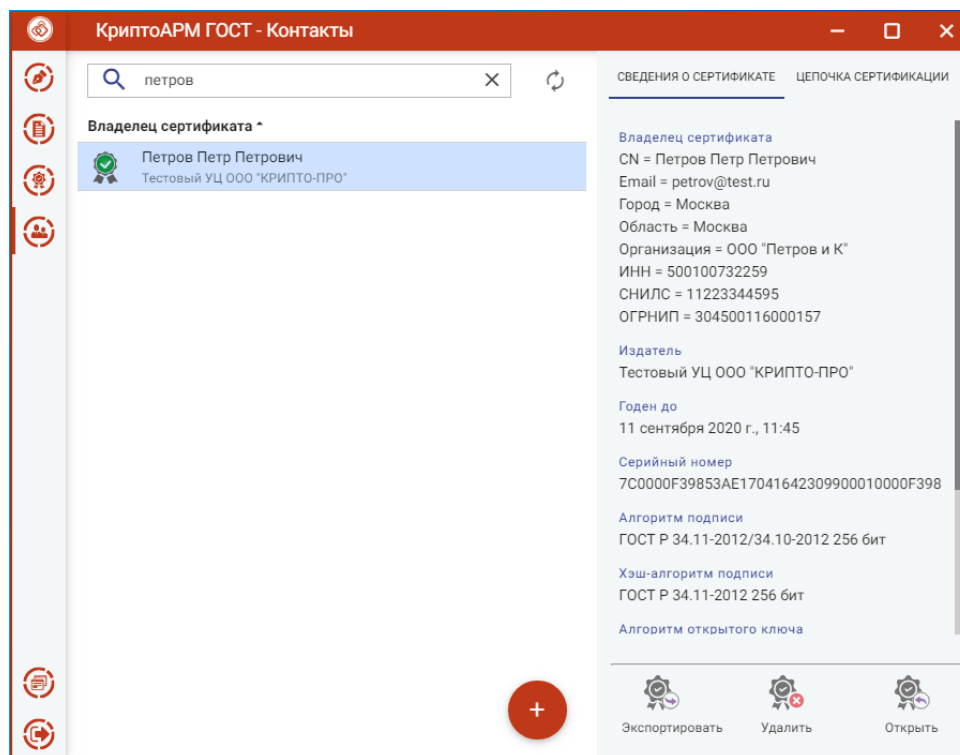 КриптоАРМ ГОСТ - Контакты
петров
Владелец сертификата
Петров Петр Петрович
Тестовый УЦ ООО "КРИПТО-ПРО"
СВЕДЕНИЯ О СЕРТИФИКАТЕ ЦЕПОЧКА СЕРТИФИКАЦИИ
Владелец сертификата
CN = Петров Петр Петрович
Email = petrov@test.ru
Город = Москва
Область = Москва
Организация = ООО "Петров и К"
ИНН = 500100732259
СНИЛС = 11223344595
ОГРНИП = 304500116000157
Издатель
Тестовый УЦ ООО "КРИПТО-ПРО"
Годен до
11 сентября 2020 г., 11:45
Серийный номер
7C0000F39853AE17041642309900010000F398
Алгоритм подписи
ГОСТ Р 34.11-2012/34.10-2012 256 бит
Хэш-алгоритм подписи
ГОСТ Р 34.11-2012 256 бит
Алгоритм открытого ключа
Экспортировать Удалить Открыть